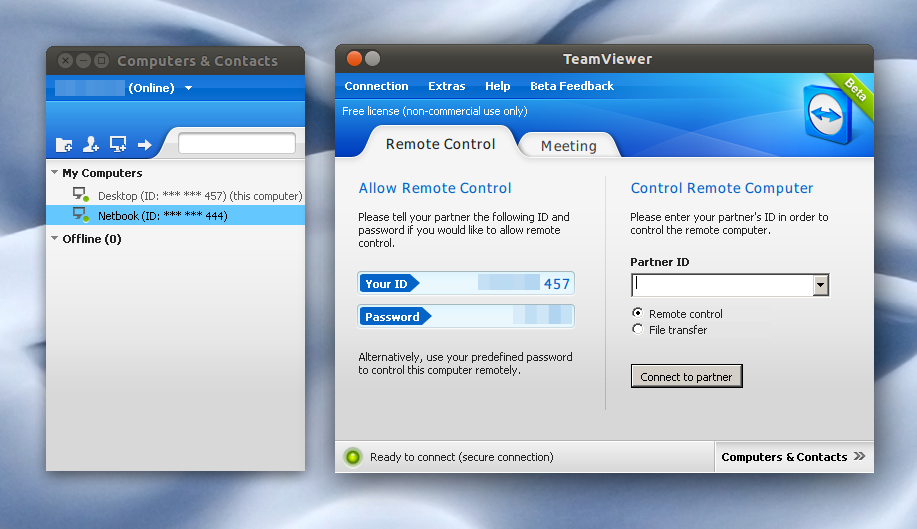 Computers & Contacts
(Online)
My Computers
Desktop (ID: *** *** 457) (this computer)
Netbook (ID: *** *** 444)
Offline (0)
TeamViewer
Connection Extras Help Beta Feedback
Beta
Free license (non-commercial use only)
Remote Control
Meeting
Allow Remote Control
Please tell your partner the following ID and
password if you would like to allow remote
control.
Your ID 457
Password
Alternatively, use your predefined password
to control this computer remotely.
Control Remote Computer
Please enter your partner's ID in order to
control the remote computer.
Partner ID
Remote control
File transfer
Connect to partner
Ready to connect (secure connection)
Computers & Contacts